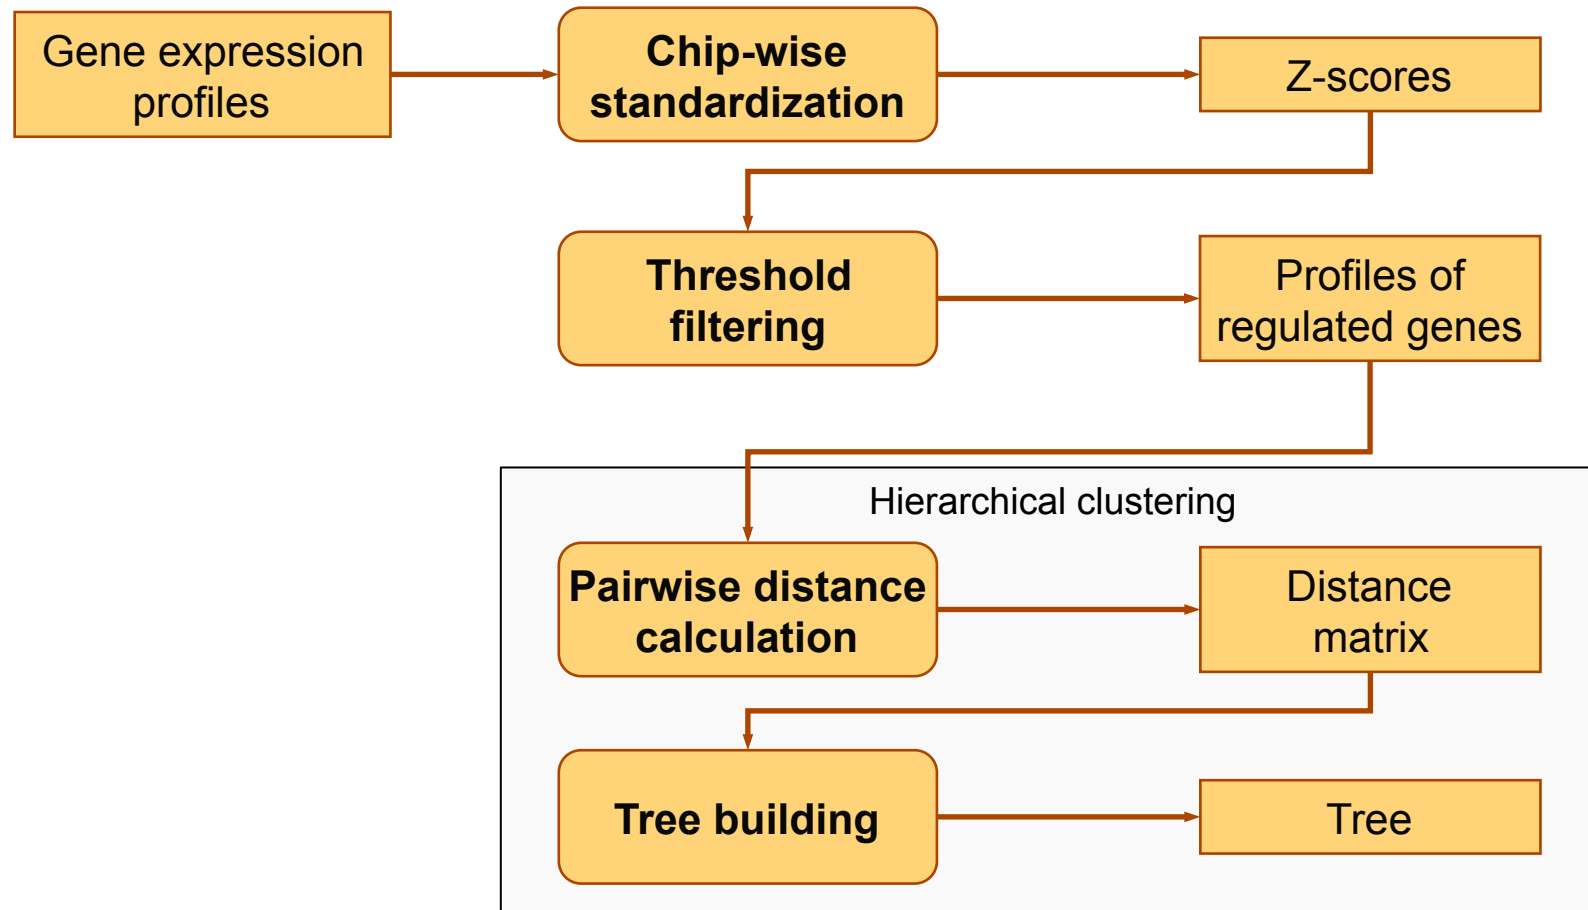 Gene expression
profiles
Chip-wise
standardization
Z-scores
Threshold
filtering
Profiles of
regulated genes
Hierarchical clustering
Pairwise distance
calculation
Distance
matrix
Tree building
Tree